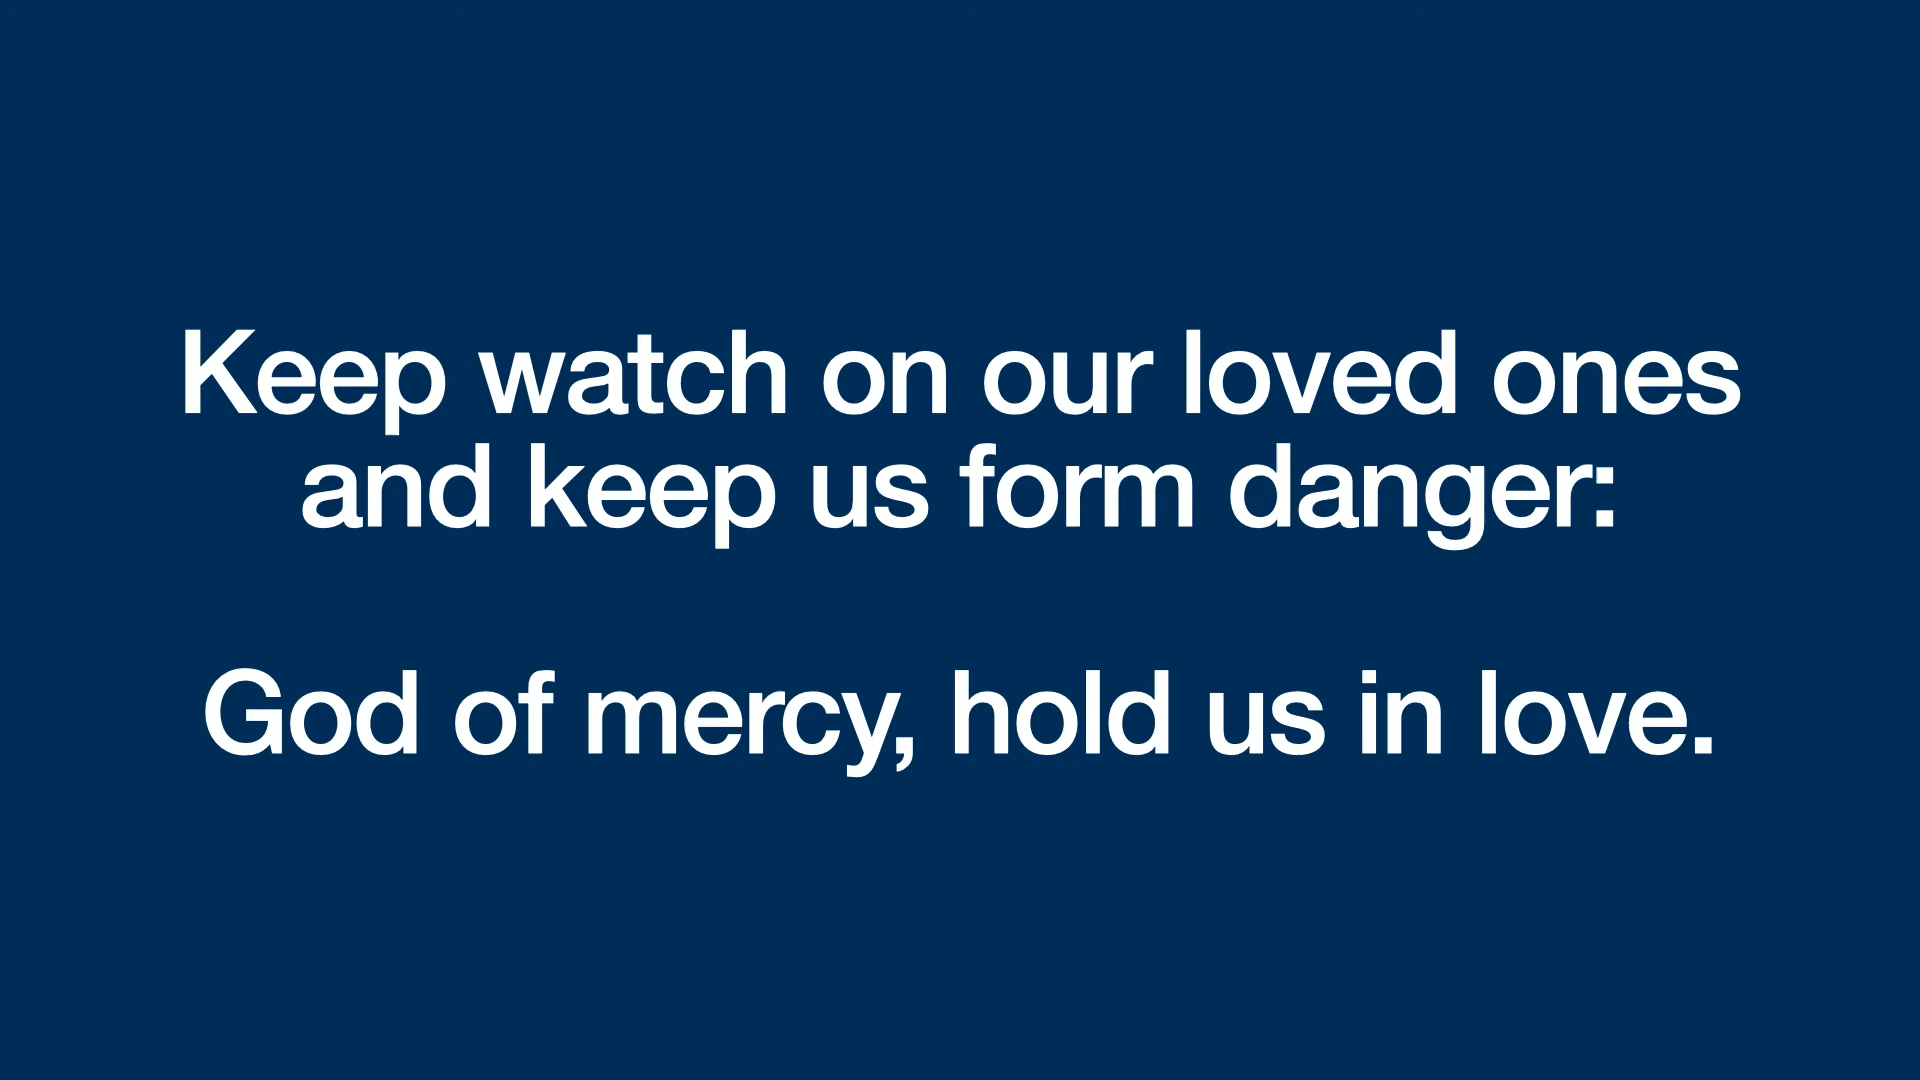 Keep watch on our loved ones
and keep us form danger:
God of mercy, hold us in love.